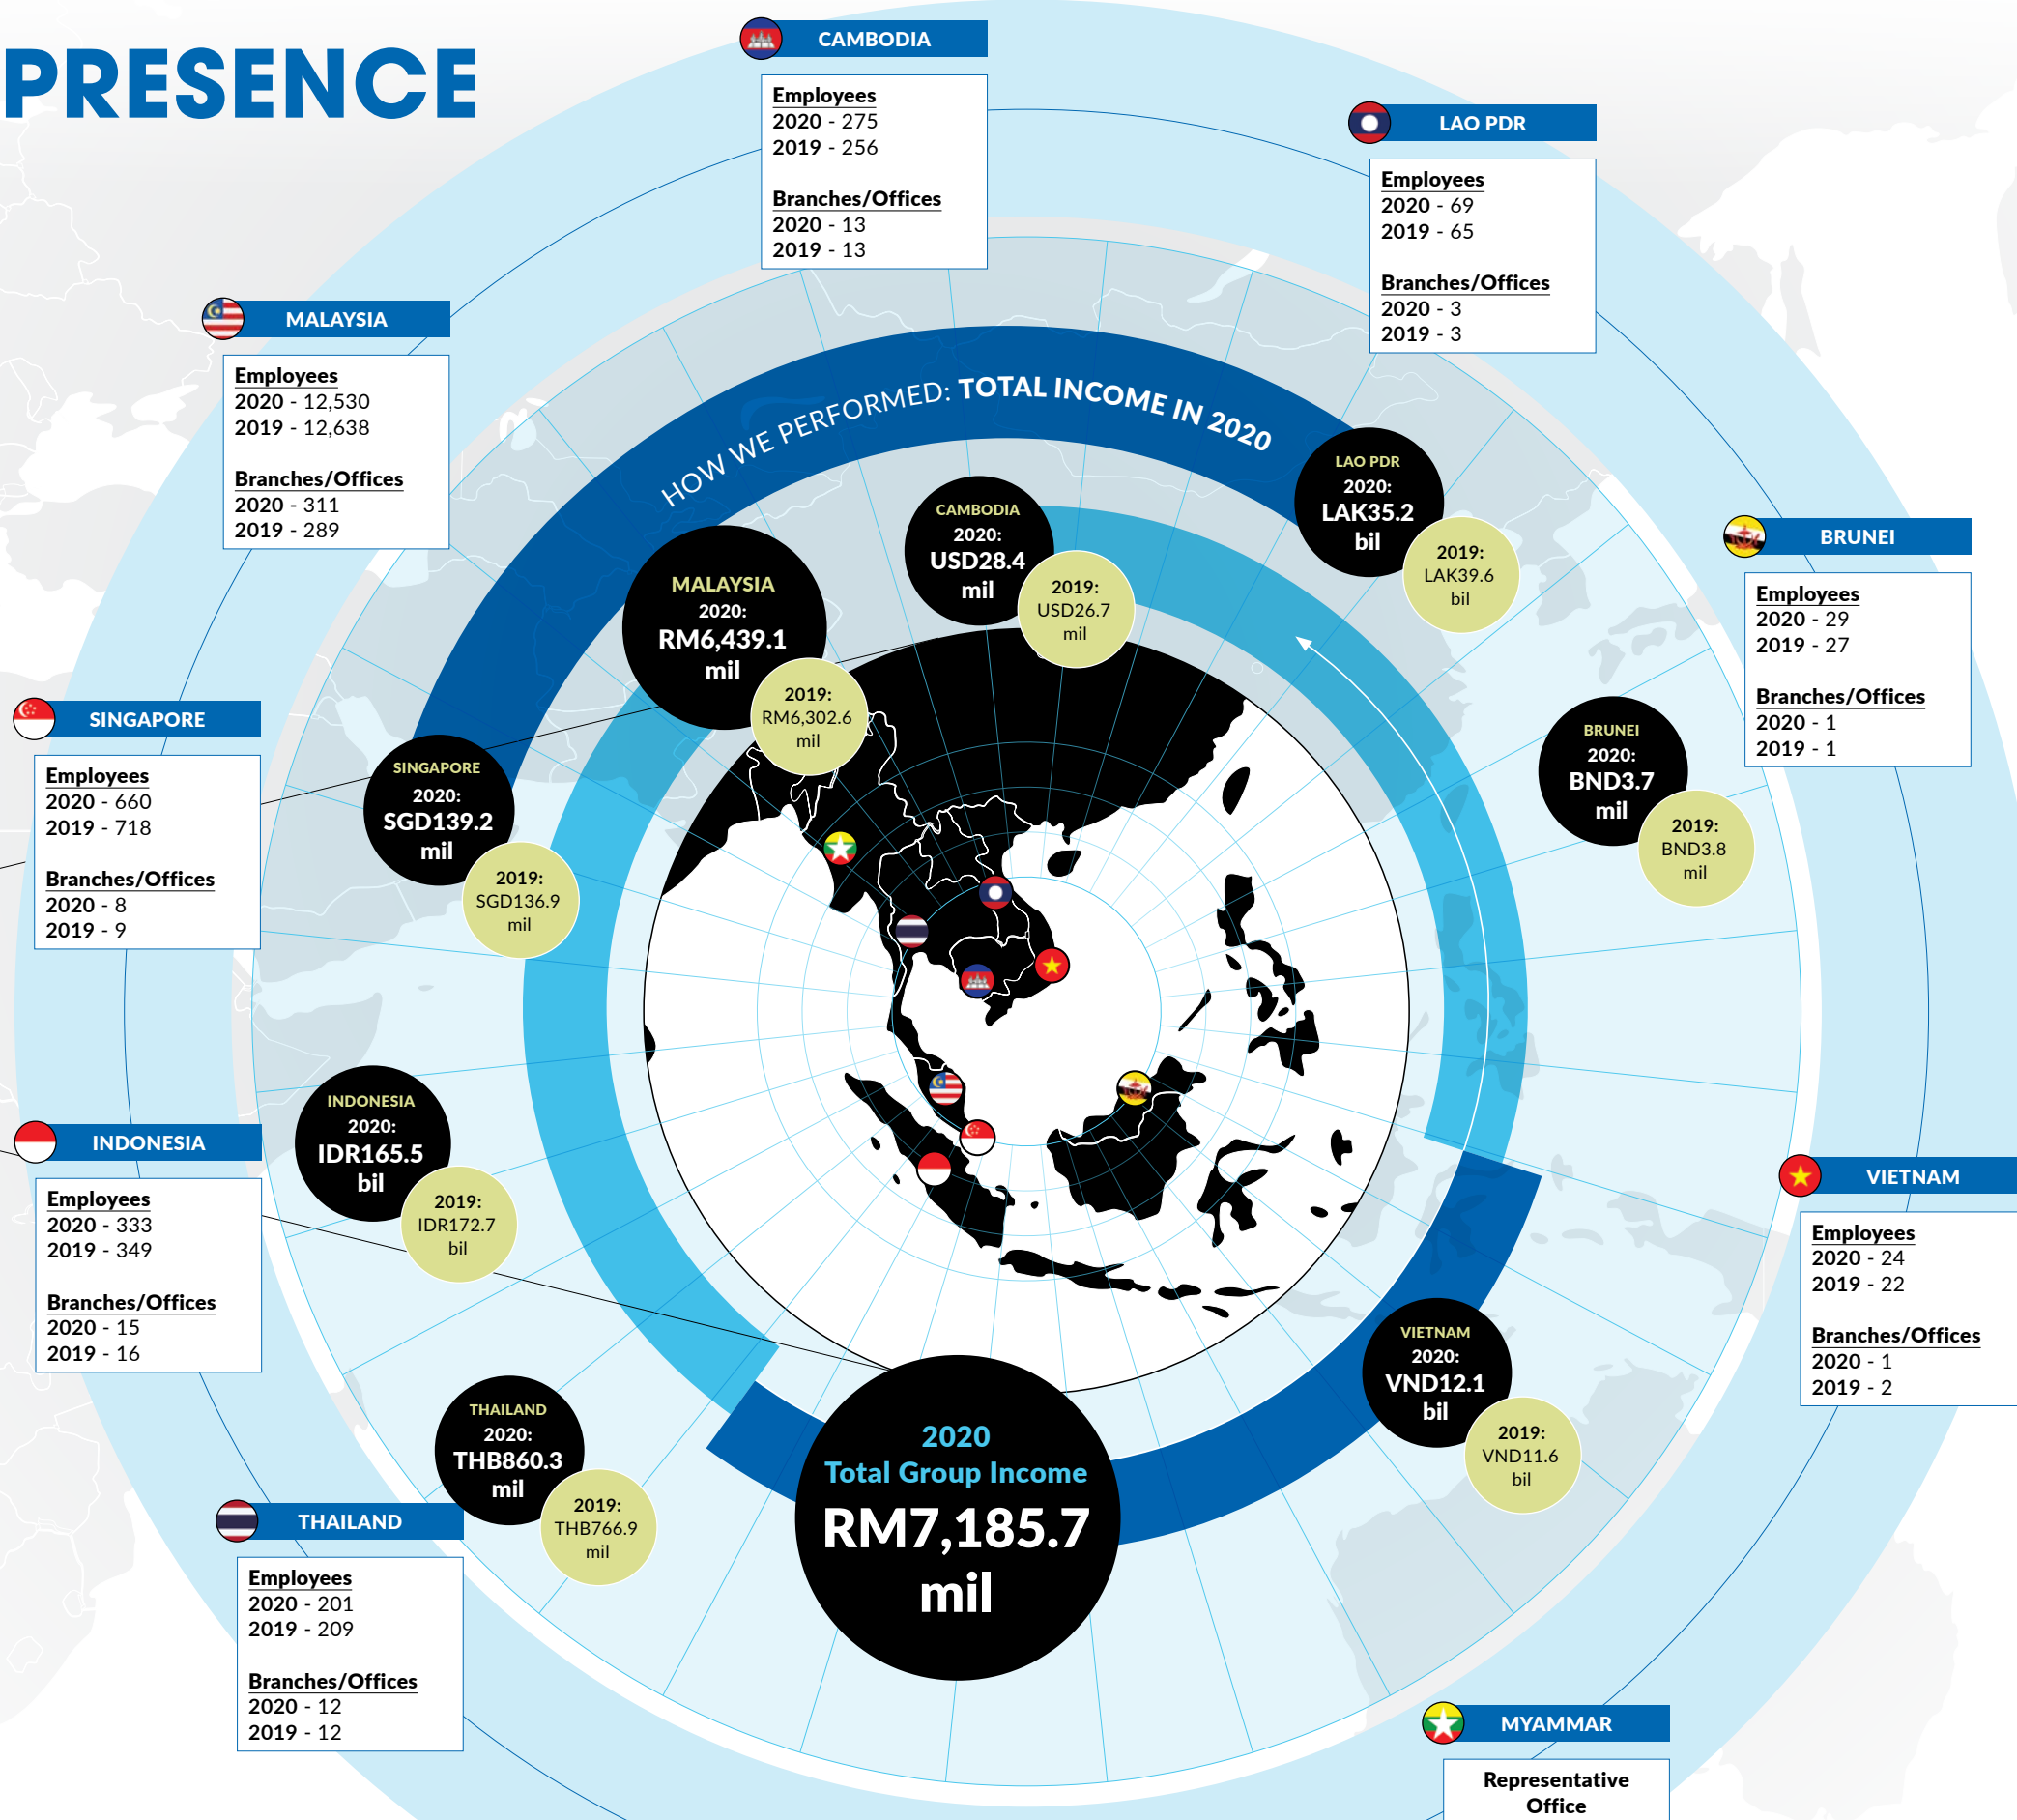 PRESENCE
CAMBODIA
Employees
2020 - 275
2019 - 256
Branches/Offices
2020 - 13
2019 - 13
LAO PDR
Employees
2020 - 69
2019 - 65
Branches/Offices
2020 - 3
2019 - 3
MALAYSIA
Employees
2020 - 12,530
2019 - 12,638
Branches/Offices
2020 - 311
2019 - 289
HOW WE PERFORMED: TOTAL INCOME IN 2020
LAO PDR
2020:
LAK35.2
bil
2019:
LAK39.6
bil
CAMBODIA
2020:
USD28.4
mil
2019:
USD26.7
mil
MALAYSIA
2020:
RM6,439.1
mil
2019:
RM6,302.6
mil
BRUNEI
Employees
2020 - 29
2019 - 27
Branches/Offices
2020 - 1
2019 - 1
BRUNEI
2020:
BND3.7
mil
2019:
BND3.8
mil
SINGAPORE
Employees
2020 - 660
2019 - 718
Branches/Offices
2020 - 8
2019 - 9
SINGAPORE
2020:
SGD139.2
mil
2019:
SGD136.9
mil
INDONESIA
Employees
2020 - 333
2019 - 349
Branches/Offices
2020 - 15
2019 - 16
INDONESIA
2020:
IDR165.5
bil
2019:
IDR172.7
bil
VIETNAM
Employees
2020 - 24
2019 - 22
Branches/Offices
2020 - 1
2019 - 2
VIETNAM
2020:
VND12.1
bil
2019:
VND11.6
bil
THAILAND
2020:
THB860.3
mil
2019:
THB766.9
mil
THAILAND
Employees
2020 - 201
2019 - 209
Branches/Offices
2020 - 12
2019 - 12
2020
Total Group Income
RM7,185.7
mil
MYAMMAR
Representative
Office